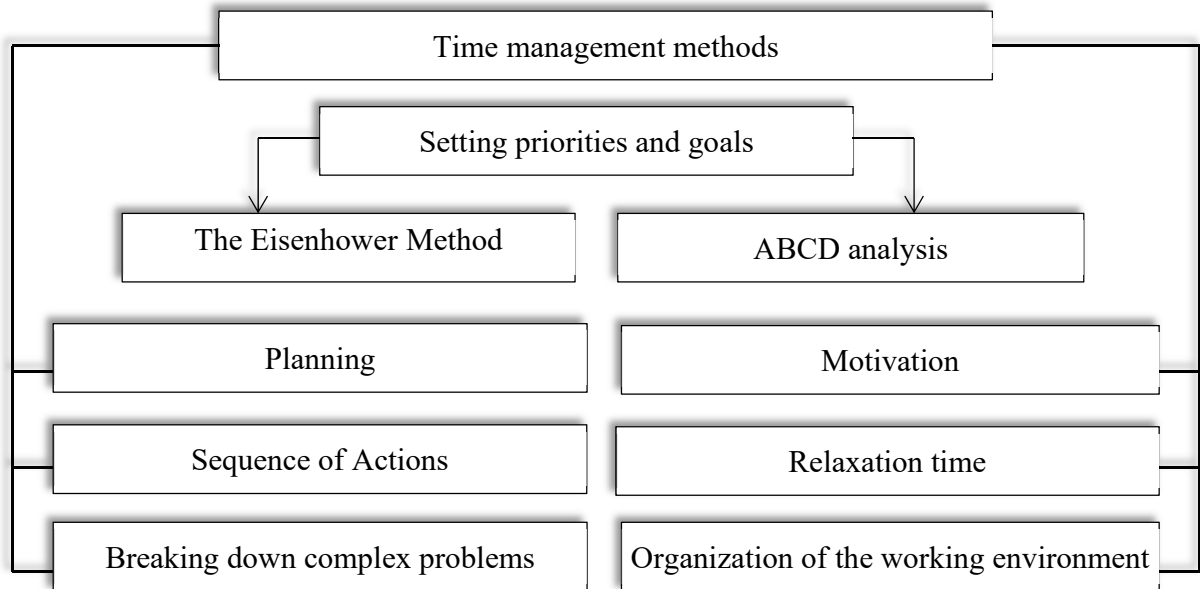 Time management methods
Setting priorities and goals
The Eisenhower Method
ABCD analysis
Planning
Motivation
Sequence of Actions
Relaxation time
Breaking down complex problems
Organization of the working environment